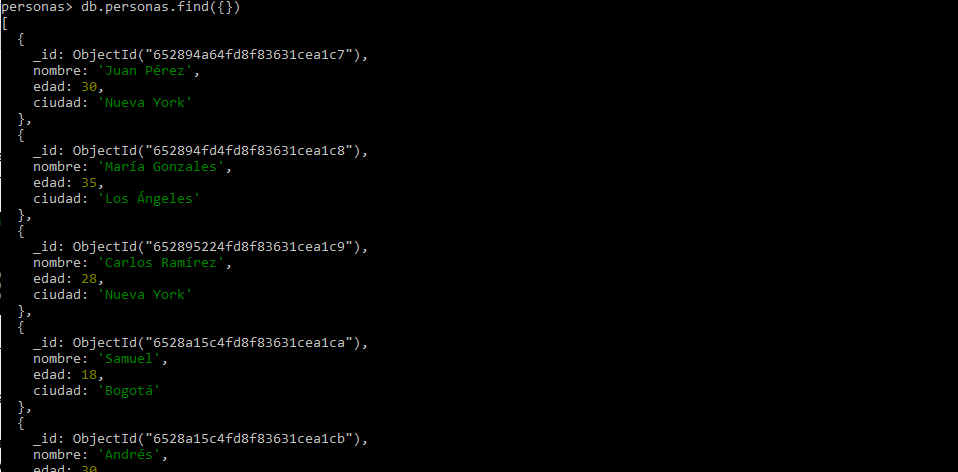 personas> db.personas.find({})
[
  {
    _id: ObjectId("652894a64fd8f83631cea1c7"),
    nombre: 'Juan Pérez',
    edad: 30,
    ciudad: 'Nueva York'
  },
  {
    _id: ObjectId("652894fd4fd8f83631cea1c8"),
    nombre: 'María Gonzales',
    edad: 35,
    ciudad: 'Los Ángeles'
  },
  {
    _id: ObjectId("652895224fd8f83631cea1c9"),
    nombre: 'Carlos Ramírez',
    edad: 28,
    ciudad: 'Nueva York'
  },
  {
    _id: ObjectId("6528a15c4fd8f83631cea1ca"),
    nombre: 'Samuel',
    edad: 18,
    ciudad: 'Bogotá'
  },
  {
    _id: ObjectId("6528a15c4fd8f83631cea1cb"),
    nombre: 'Andrés',
    edad: 30